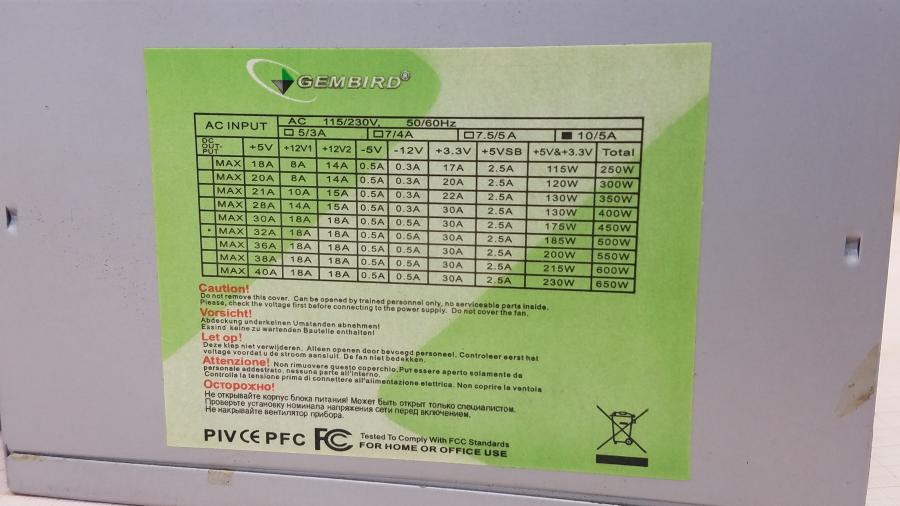 GEMBIRD®
AC INPUT AC 115/230V, 50/60Hz
□ 5/3A □ 7/4A □ 7.5/5A ■ 10/5A
DC OUT-PUT +5V +12V1 +12V2 -5V -12V +3.3V +5VSB +5V&+3.3V Total
MAX 18A 8A 14A 0.5A 0.3A 17A 2.5A 115W 250W
MAX 20A 8A 14A 0.5A 0.3A 20A 2.5A 120W 300W
MAX 21A 10A 15A 0.5A 0.3A 22A 2.5A 130W 350W
MAX 28A 14A 15A 0.5A 0.3A 30A 2.5A 130W 400W
MAX 30A 18A 18A 0.5A 0.5A 30A 2.5A 175W 450W
• MAX 32A 18A 18A 0.5A 0.5A 30A 2.5A 185W 500W
MAX 36A 18A 18A 0.5A 0.5A 30A 2.5A 200W 550W
MAX 38A 18A 18A 0.5A 0.5A 30A 2.5A 215W 600W
MAX 40A 18A 18A 0.5A 0.5A 30A 2.5A 230W 650W
Caution!
Do not remove this cover. Can be opened by trained personnel only, no serviceable parts inside.
Please, check the voltage first before connecting to the power supply. Do not cover the fan.
Vorsicht!
Abdeckung underkeinen Umstanden abnehmen!
Essind keine zu wartenden Bauteile enthalten!
Let op!
Deze klep niet verwijderen. Alleen openen door bevoegd personeel. Controleer eerst het
voltage voordat u de stroom aansluit. De fan niet bedekken.
Attenzione! Non rimuovere questo coperchio. Pur essere aperto solamente da
personale addestrato, nessuna parte all'interno.
Controlla la tensione prima di connettere all'alimentazione elettrica. Non coprire la ventola
Осторожно!
Не открывайте корпус блока питания! Может быть открыт только специалистом.
Проверьте установку номинала напряжения сети перед включением.
Не накрывайте вентилятор прибора.
PIV CE PFC FC Tested To Comply With FCC Standards
FOR HOME OR OFFICE USE